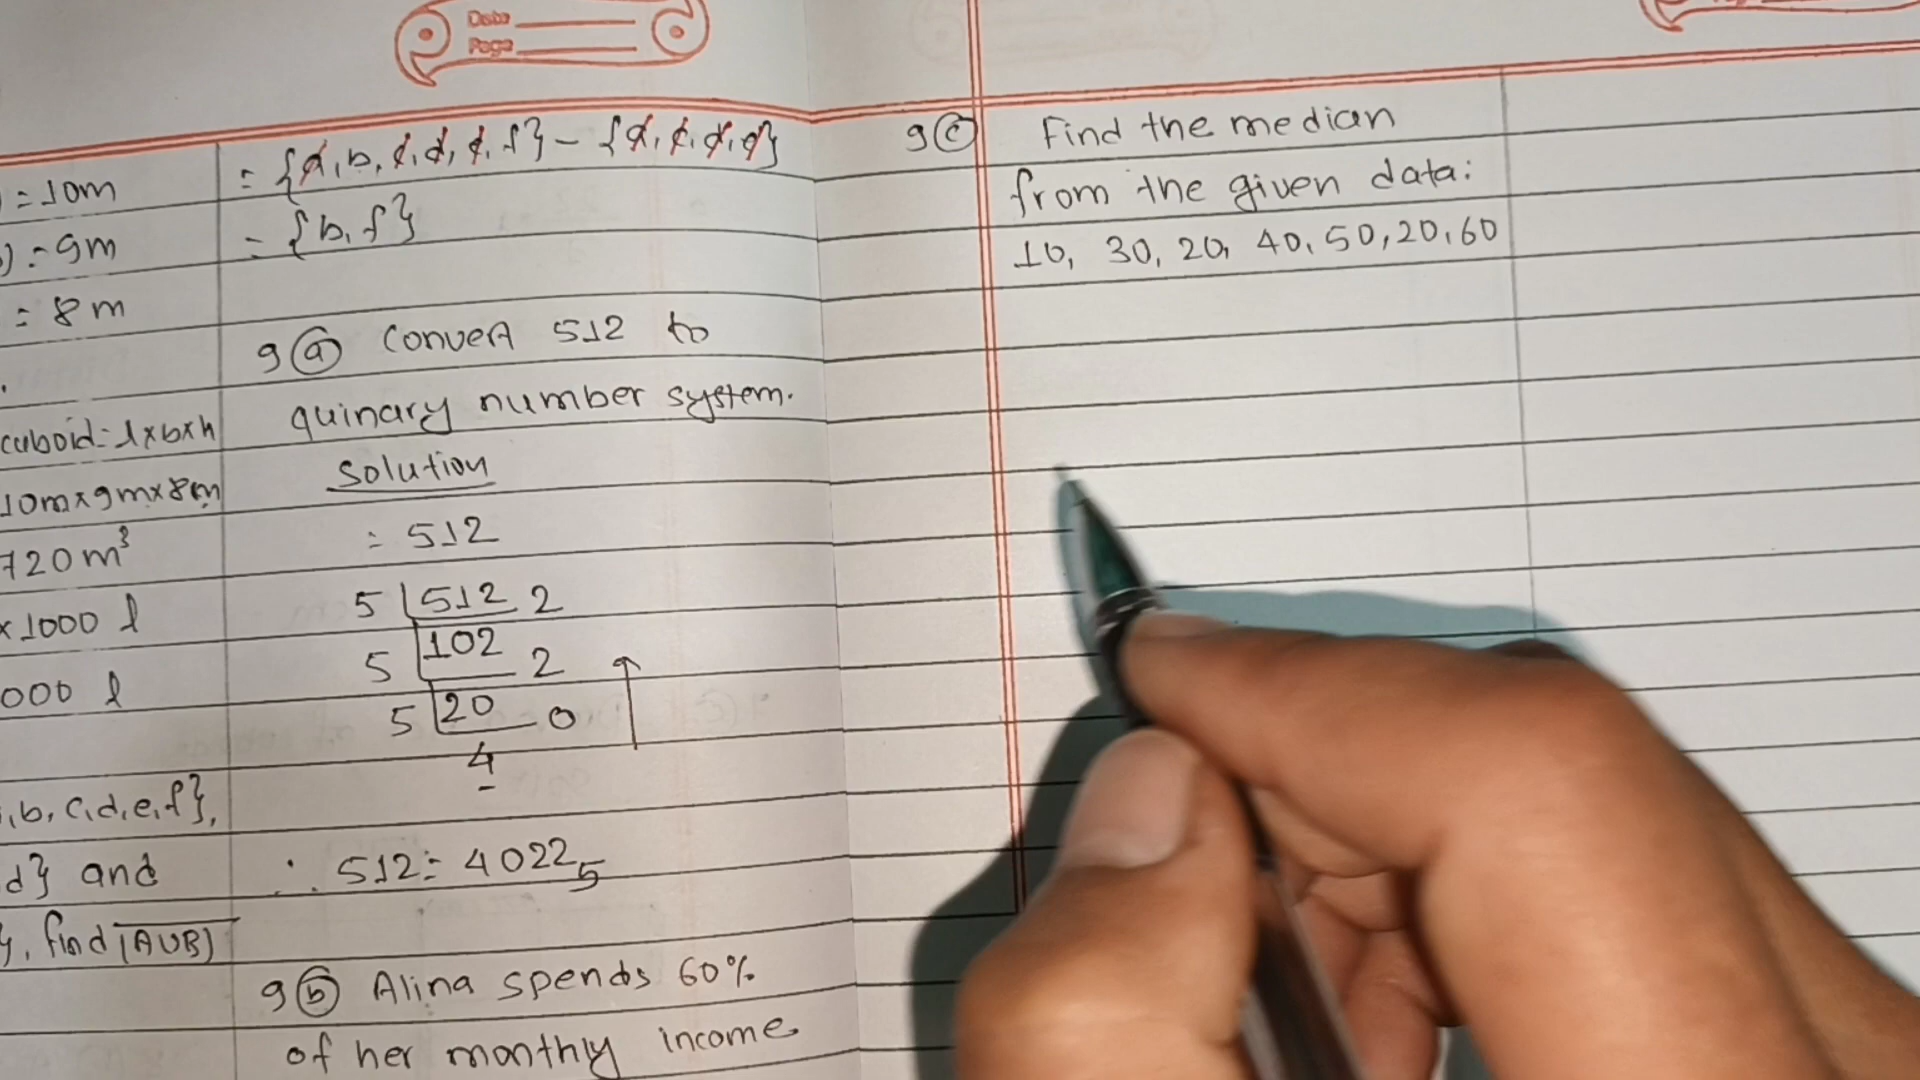 Date
Page
= 10m
) = 9m
= 8m
cuboid = l×b×h
10m×9m×8m
720m³
×1000 l
000 l
, b, c, d, e, f},
d} and
}, find (A∪B)
= {a, b, c, d, e, f} - {a, c, d, e}
= {b, f}
9 (a) Convert 512 to
quinary number system.
Solution
= 512
5 | 512 2
5 | 102 2
5 | 20 - 0
4
∴ 512 = 4022₅
9 (b) Alina spends 60%
of her monthly income
9 (c) Find the median
from the given data:
10, 30, 20, 40, 50, 20, 60